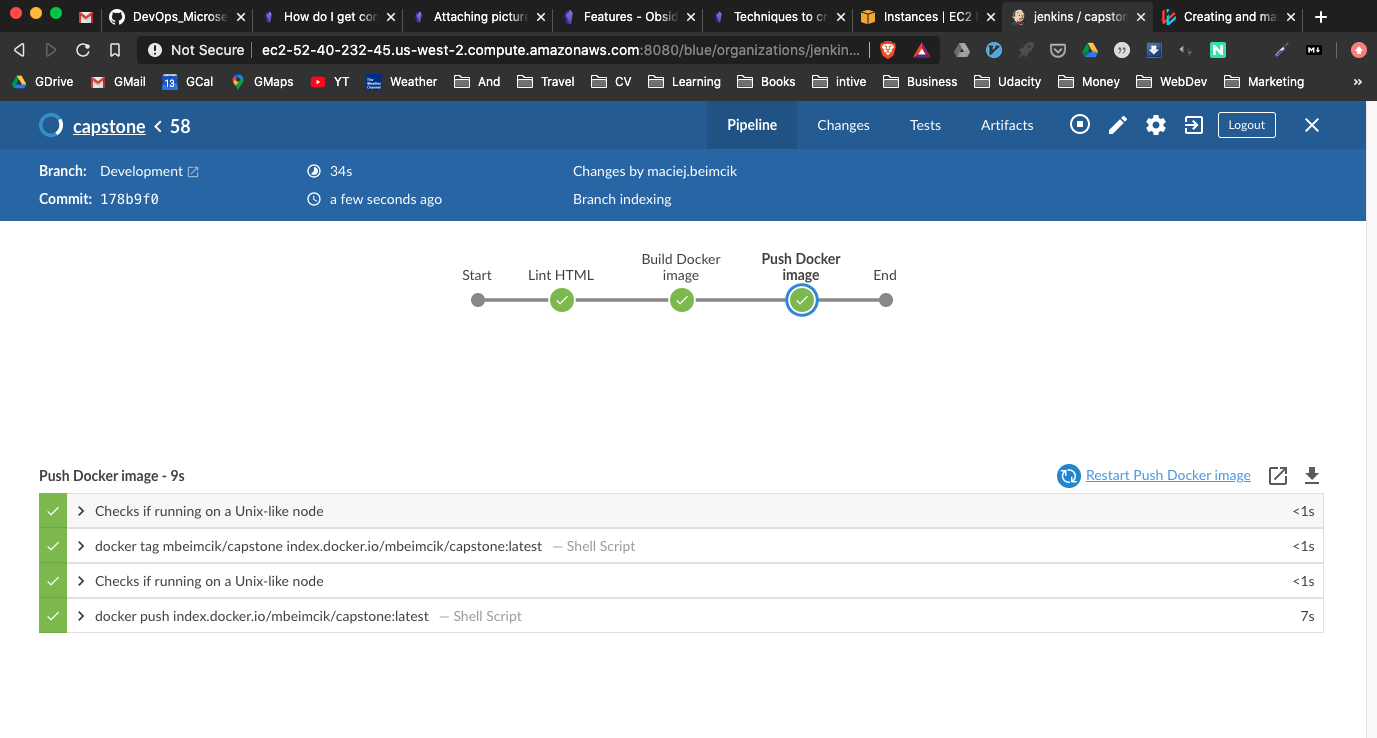 DevOps_Microse
How do I get con
Attaching picture
Features - Obsid
Techniques to cr
Instances | EC2
jenkins / capston
Creating and ma
Not Secure
ec2-52-40-232-45.us-west-2.compute.amazonaws.com:8080/blue/organizations/jenkin...
GDrive
GMail
GCal
GMaps
YT
Weather
And
Travel
CV
Learning
Books
intive
Business
Udacity
Money
WebDev
Marketing
»
capstone < 58
Pipeline
Changes
Tests
Artifacts
Logout
Branch: Development
34s
Changes by maciej.beimcik
Commit: 178b9f0
a few seconds ago
Branch indexing
Start
Lint HTML
Build Docker
image
Push Docker
image
End
Push Docker image - 9s
Restart Push Docker image
Checks if running on a Unix-like node
<1s
docker tag mbeimcik/capstone index.docker.io/mbeimcik/capstone:latest — Shell Script
<1s
Checks if running on a Unix-like node
<1s
docker push index.docker.io/mbeimcik/capstone:latest — Shell Script
7s